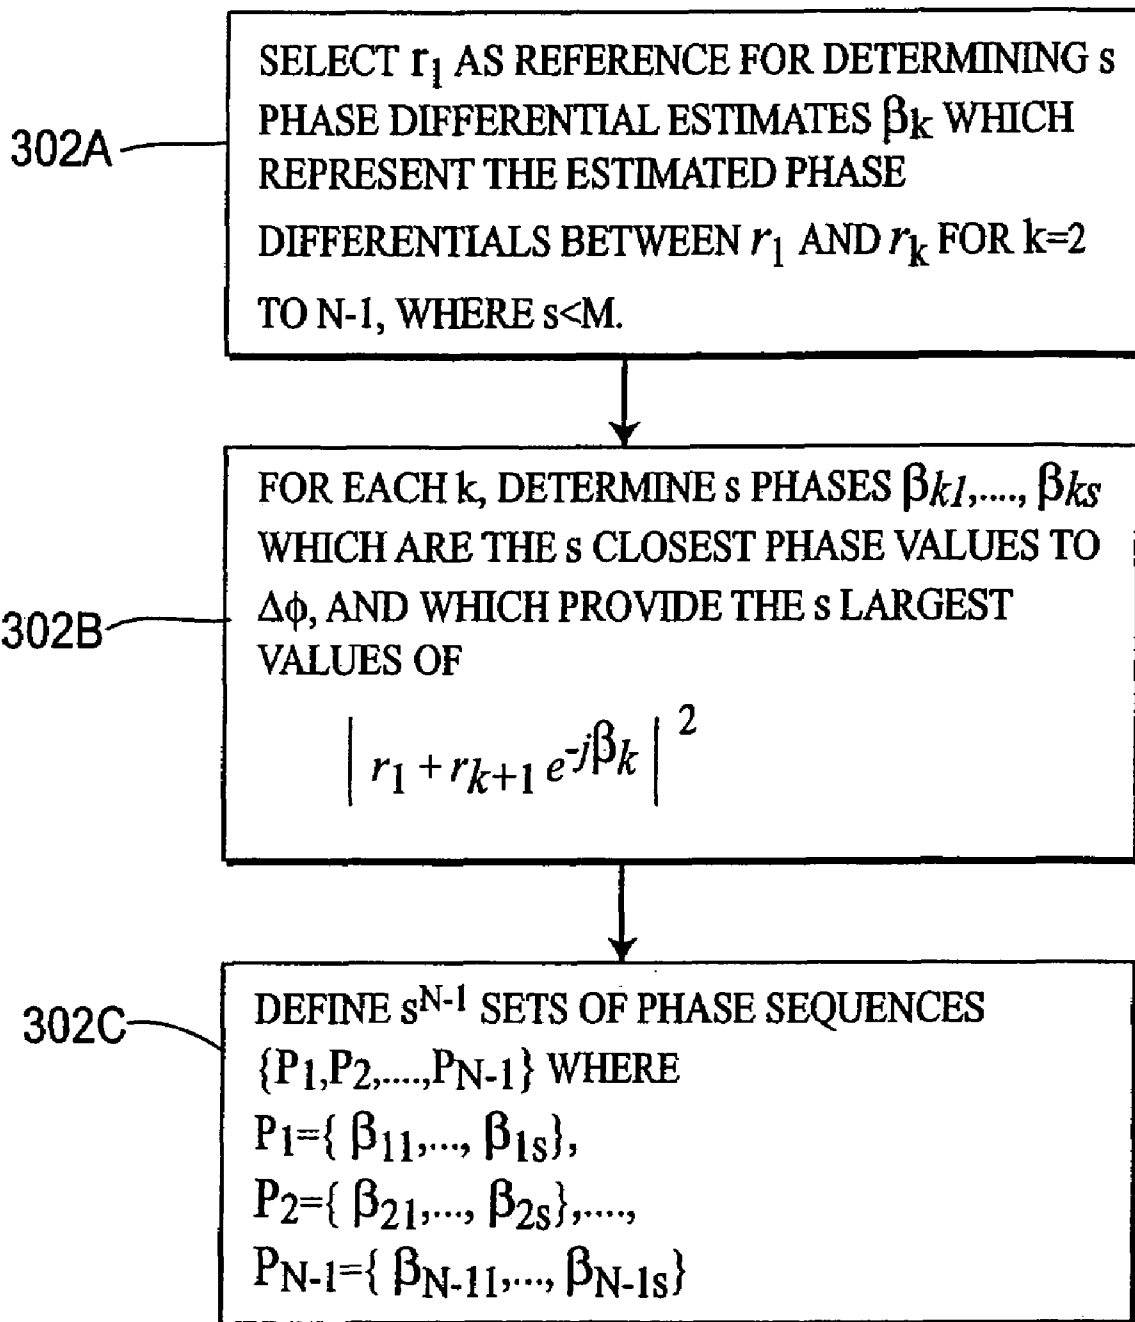 302A
SELECT r1 AS REFERENCE FOR DETERMINING s
PHASE DIFFERENTIAL ESTIMATES βk WHICH
REPRESENT THE ESTIMATED PHASE
DIFFERENTIALS BETWEEN r1 AND rk FOR k=2
TO N-1, WHERE s<M.
302B
FOR EACH k, DETERMINE s PHASES βk1,...., βks
WHICH ARE THE s CLOSEST PHASE VALUES TO
Δϕ, AND WHICH PROVIDE THE s LARGEST
VALUES OF
| r1 + rk+1 e^-jβk |^2
302C
DEFINE s^N-1 SETS OF PHASE SEQUENCES
{P1,P2,....,PN-1} WHERE
P1={ β11,..., β1s},
P2={ β21,..., β2s},....,
PN-1={ βN-11,..., βN-1s}